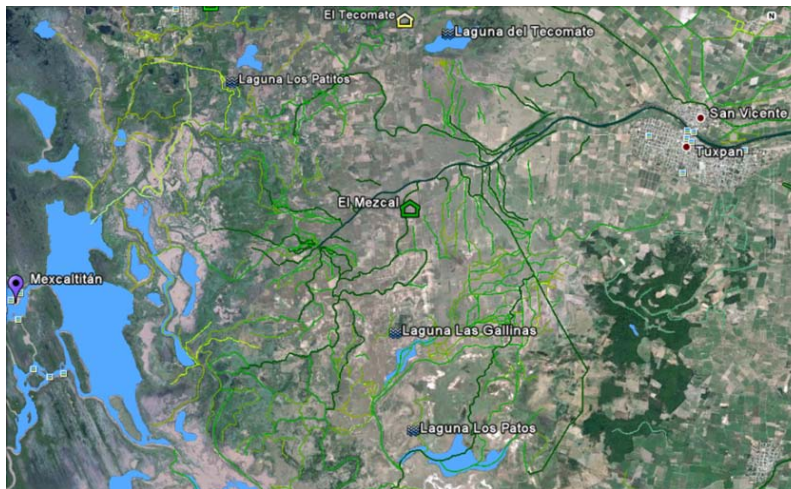 El Tecomate
N
Laguna del Tecomate
Laguna Los Patitos
San Vicente
Tuxpan
El Mezcal
Mexcaltitán
Laguna Las Gallinas
Laguna Los Patos